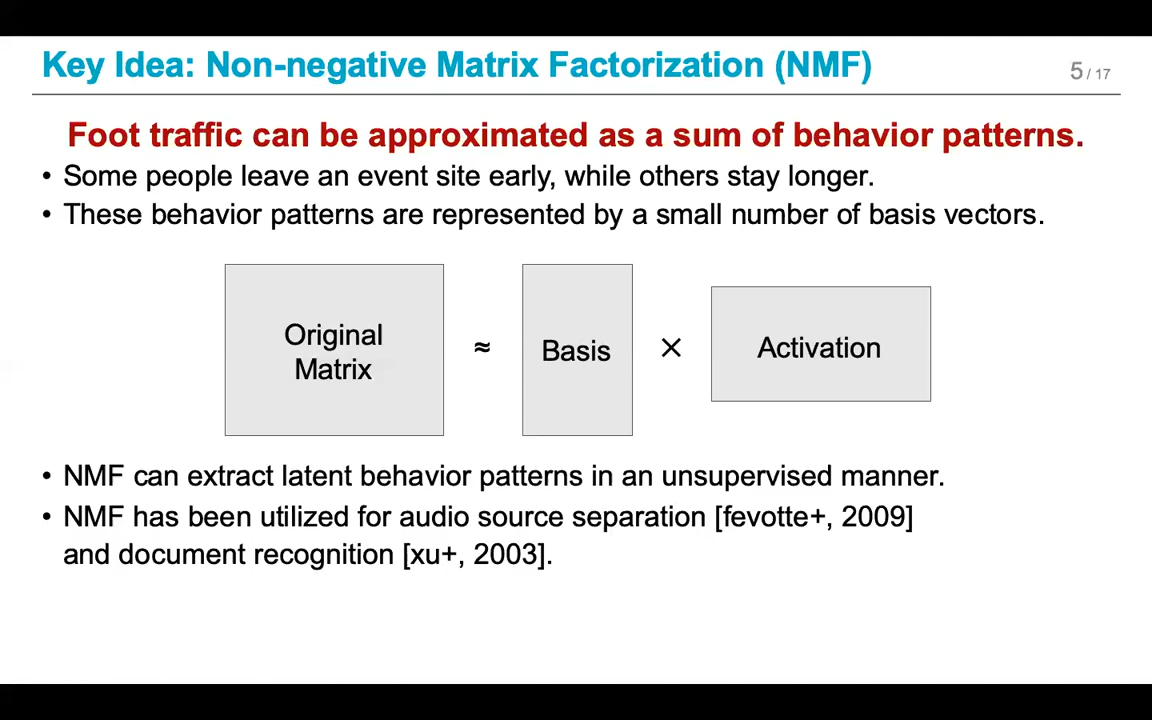 Key Idea: Non-negative Matrix Factorization (NMF)
5 / 17
Foot traffic can be approximated as a sum of behavior patterns.
• Some people leave an event site early, while others stay longer.
• These behavior patterns are represented by a small number of basis vectors.
Original
Matrix
≈
Basis
×
Activation
• NMF can extract latent behavior patterns in an unsupervised manner.
• NMF has been utilized for audio source separation [fevotte+, 2009]
and document recognition [xu+, 2003].